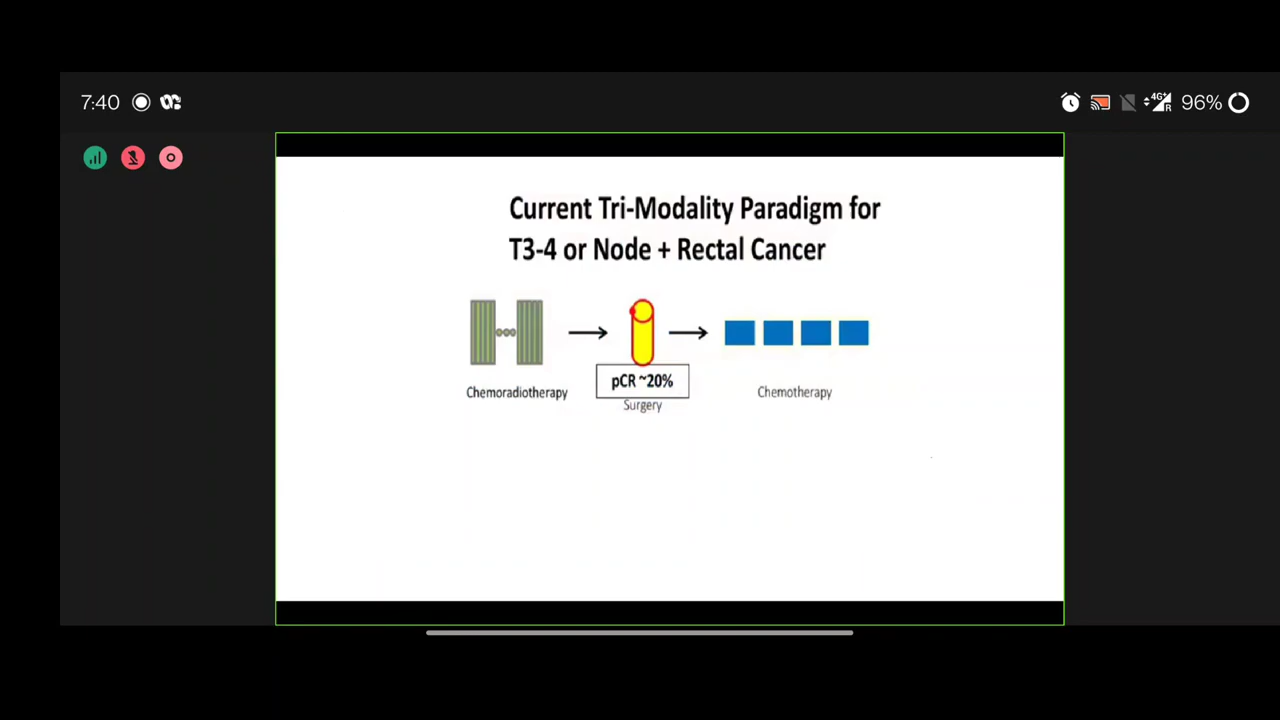 7:40
4G+
R
96%
Current Tri-Modality Paradigm for
T3-4 or Node + Rectal Cancer
pCR ~20%
Chemoradiotherapy
Surgery
Chemotherapy